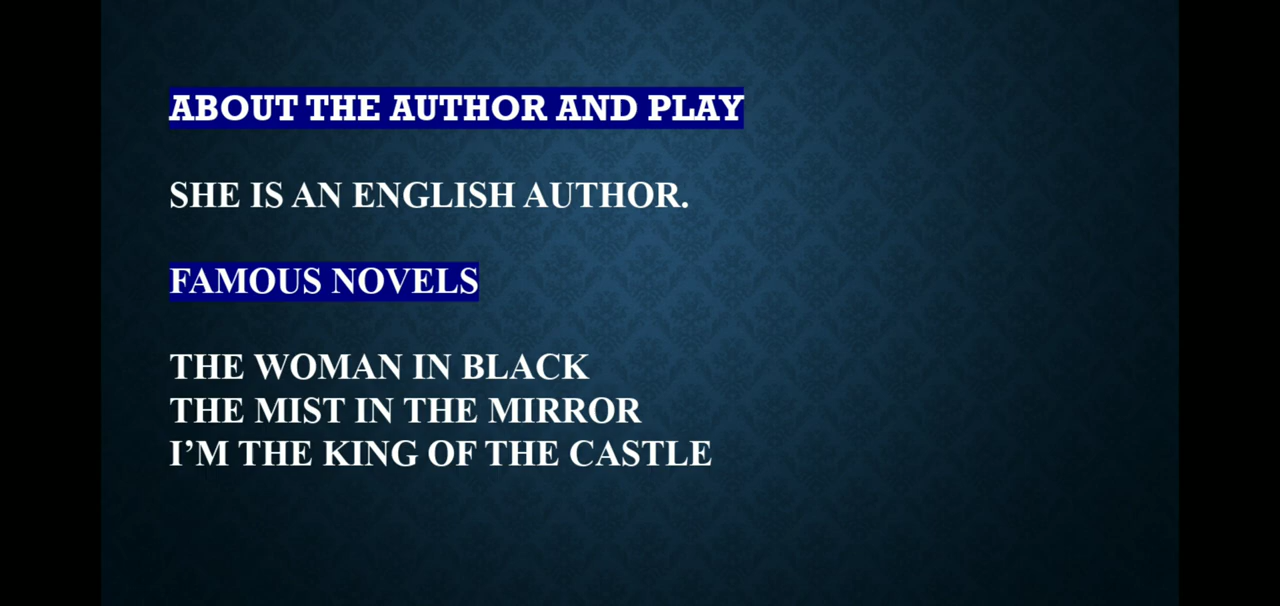 ABOUT THE AUTHOR AND PLAY
SHE IS AN ENGLISH AUTHOR.
FAMOUS NOVELS
THE WOMAN IN BLACK
THE MIST IN THE MIRROR
I’M THE KING OF THE CASTLE